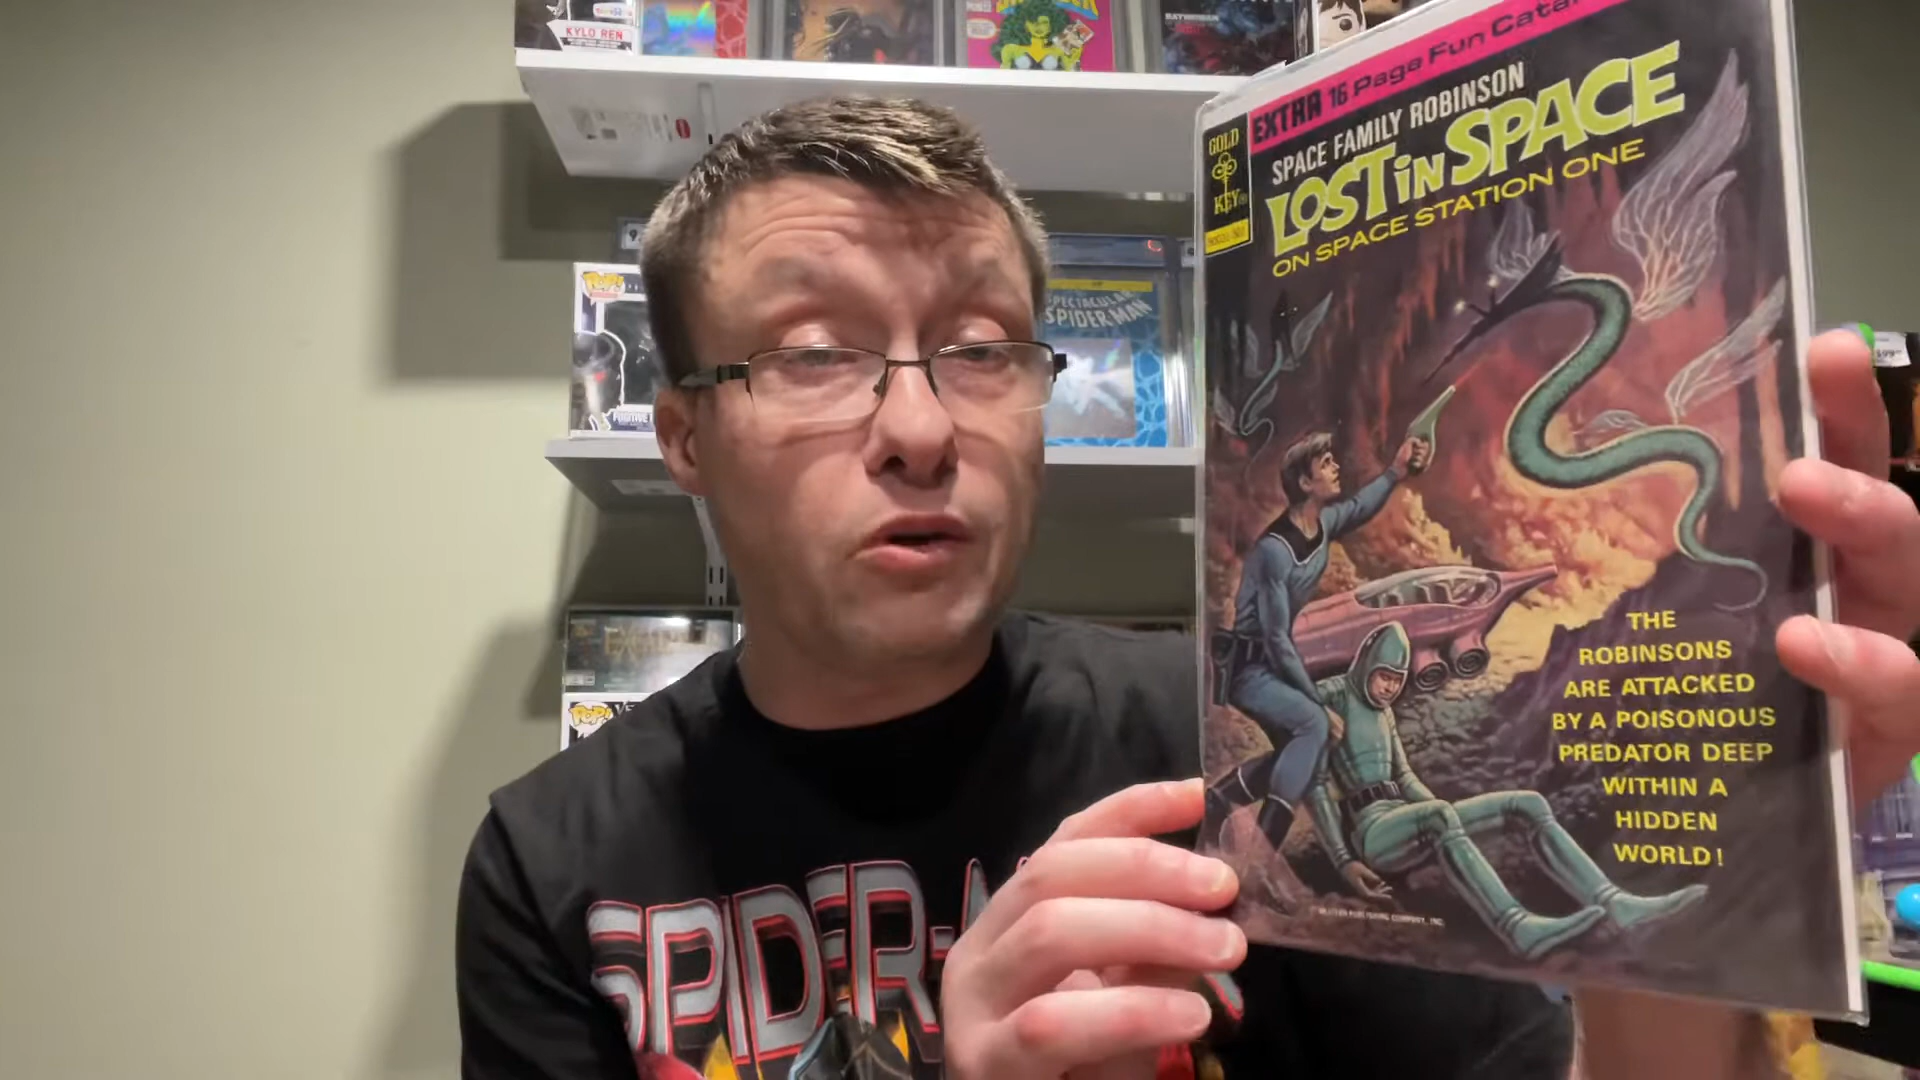 KYLO REN
EXTRA 16 Page Fun
SPACE FAMILY ROBINSON
LOST iN SPACE
ON SPACE STATION ONE
GOLD
KEY
THE
ROBINSONS
ARE ATTACKED
BY A POISONOUS
PREDATOR DEEP
WITHIN A
HIDDEN
WORLD!
POP!
SPECTACULAR
SPIDER-MAN
POP!
SPIDER-